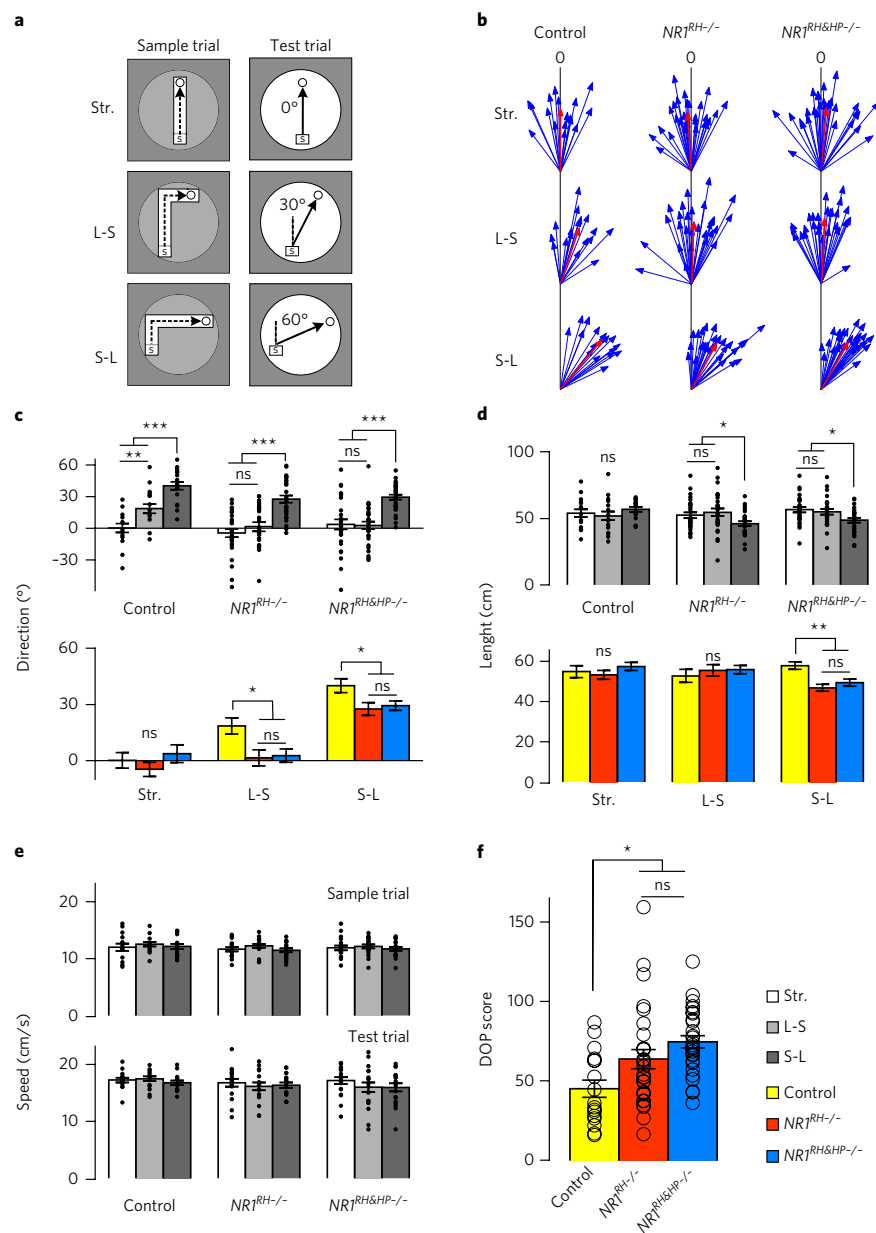 a
Sample trial Test trial
Str.
S
0°
S
L-S
S
30°
S
S-L
S
60°
S
b
Control NR1RH−/− NR1RH&HP−/−
0 0 0
Str.
L-S
S-L
c
Direction (°)
60
30
0
−30
** ***
ns ***
ns ***
Control NR1RH−/− NR1RH&HP−/−
60
30
0
ns
* ns
* ns
Str. L-S S-L
d
Lenght (cm)
100
50
0
ns
ns *
ns *
Control NR1RH−/− NR1RH&HP−/−
60
40
20
0
ns
ns
** ns
Str. L-S S-L
e
Speed (cm/s)
Sample trial
20
10
0
Test trial
20
10
0
Control NR1RH−/− NR1RH&HP−/−
f
DOP score
150
100
50
0
*
ns
Control NR1RH−/− NR1RH&HP−/−
Str.
L-S
S-L
Control
NR1RH−/−
NR1RH&HP−/−